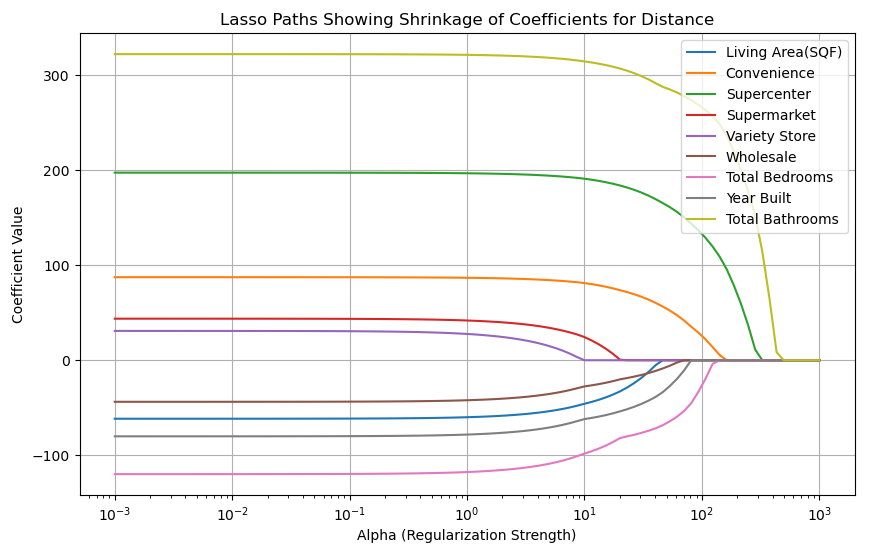 Lasso Paths Showing Shrinkage of Coefficients for Distance
Living Area(SQF)
Convenience
Supercenter
Supermarket
Variety Store
Wholesale
Total Bedrooms
Year Built
Total Bathrooms
Coefficient Value
300
200
100
0
−100
10⁻³
10⁻²
10⁻¹
10⁰
10¹
10²
10³
Alpha (Regularization Strength)